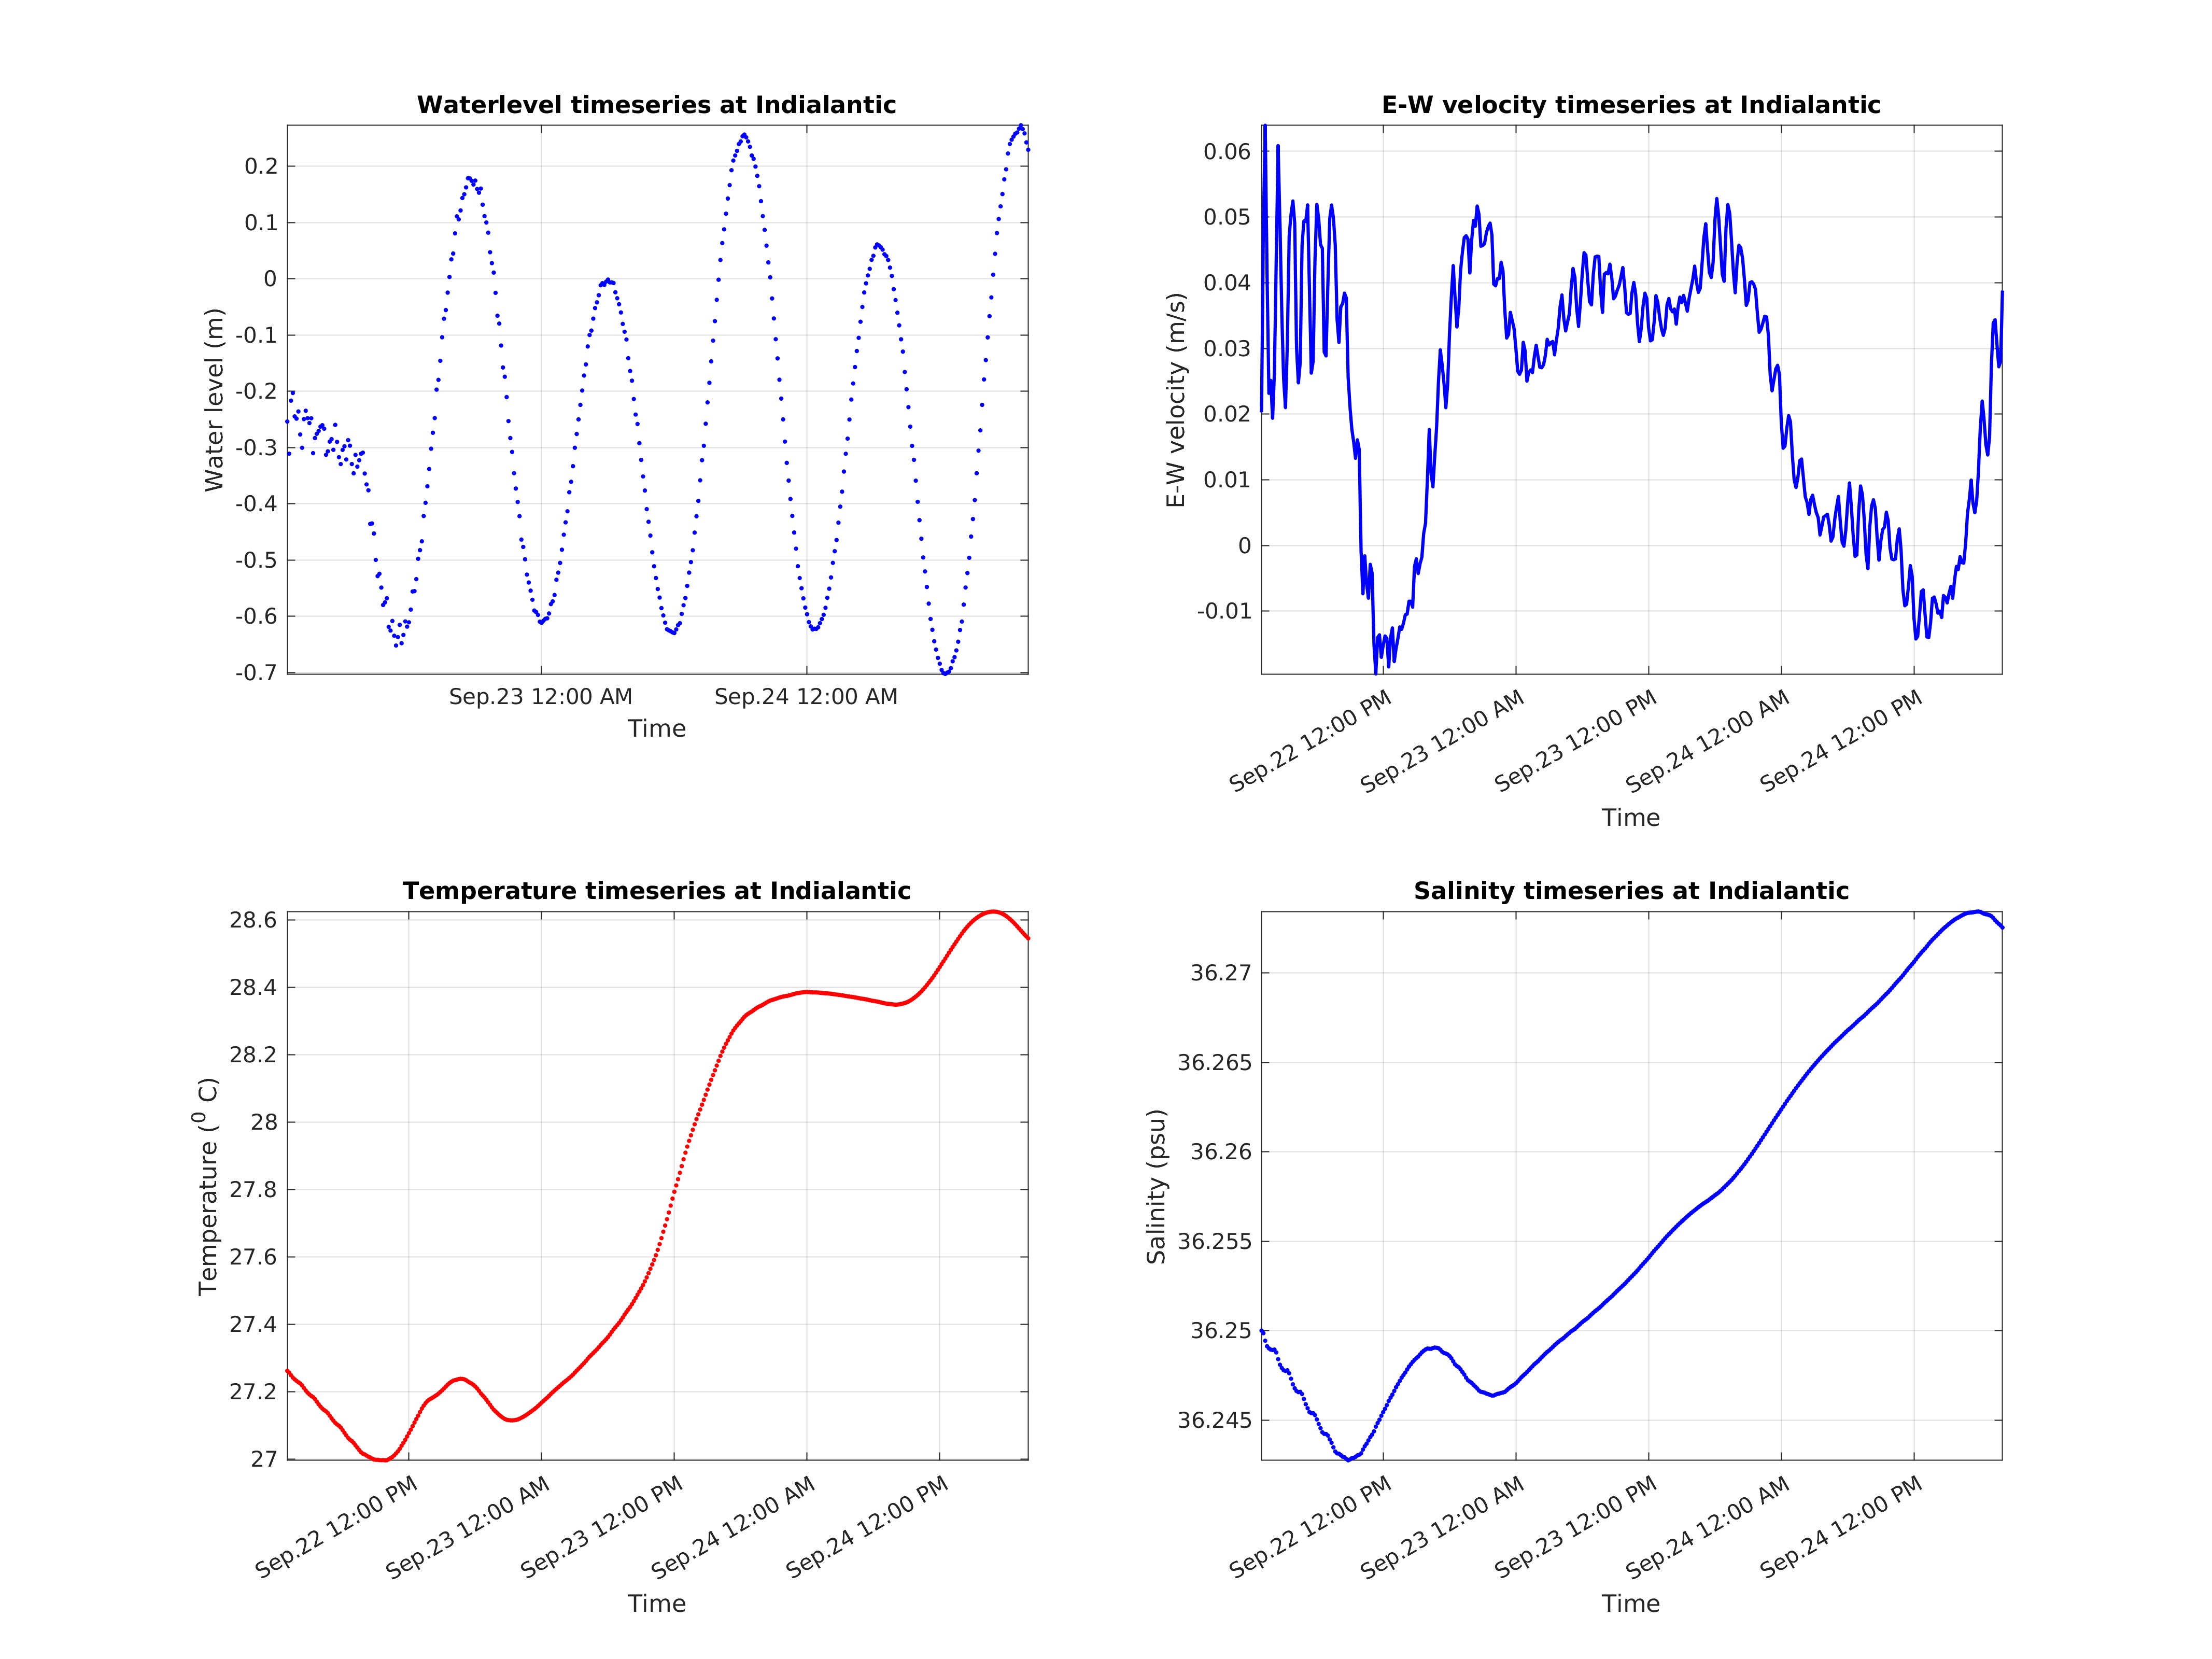 Waterlevel timeseries at Indialantic
0.2
0.1
0
-0.1
-0.2
-0.3
-0.4
-0.5
-0.6
-0.7
Water level (m)
Sep.23 12:00 AM
Sep.24 12:00 AM
Time
E-W velocity timeseries at Indialantic
0.06
0.05
0.04
0.03
0.02
0.01
0
-0.01
E-W velocity (m/s)
Sep.22 12:00 PM
Sep.23 12:00 AM
Sep.23 12:00 PM
Sep.24 12:00 AM
Sep.24 12:00 PM
Time
Temperature timeseries at Indialantic
28.6
28.4
28.2
28
27.8
27.6
27.4
27.2
27
Temperature (⁰ C)
Sep.22 12:00 PM
Sep.23 12:00 AM
Sep.23 12:00 PM
Sep.24 12:00 AM
Sep.24 12:00 PM
Time
Salinity timeseries at Indialantic
36.27
36.265
36.26
36.255
36.25
36.245
Salinity (psu)
Sep.22 12:00 PM
Sep.23 12:00 AM
Sep.23 12:00 PM
Sep.24 12:00 AM
Sep.24 12:00 PM
Time